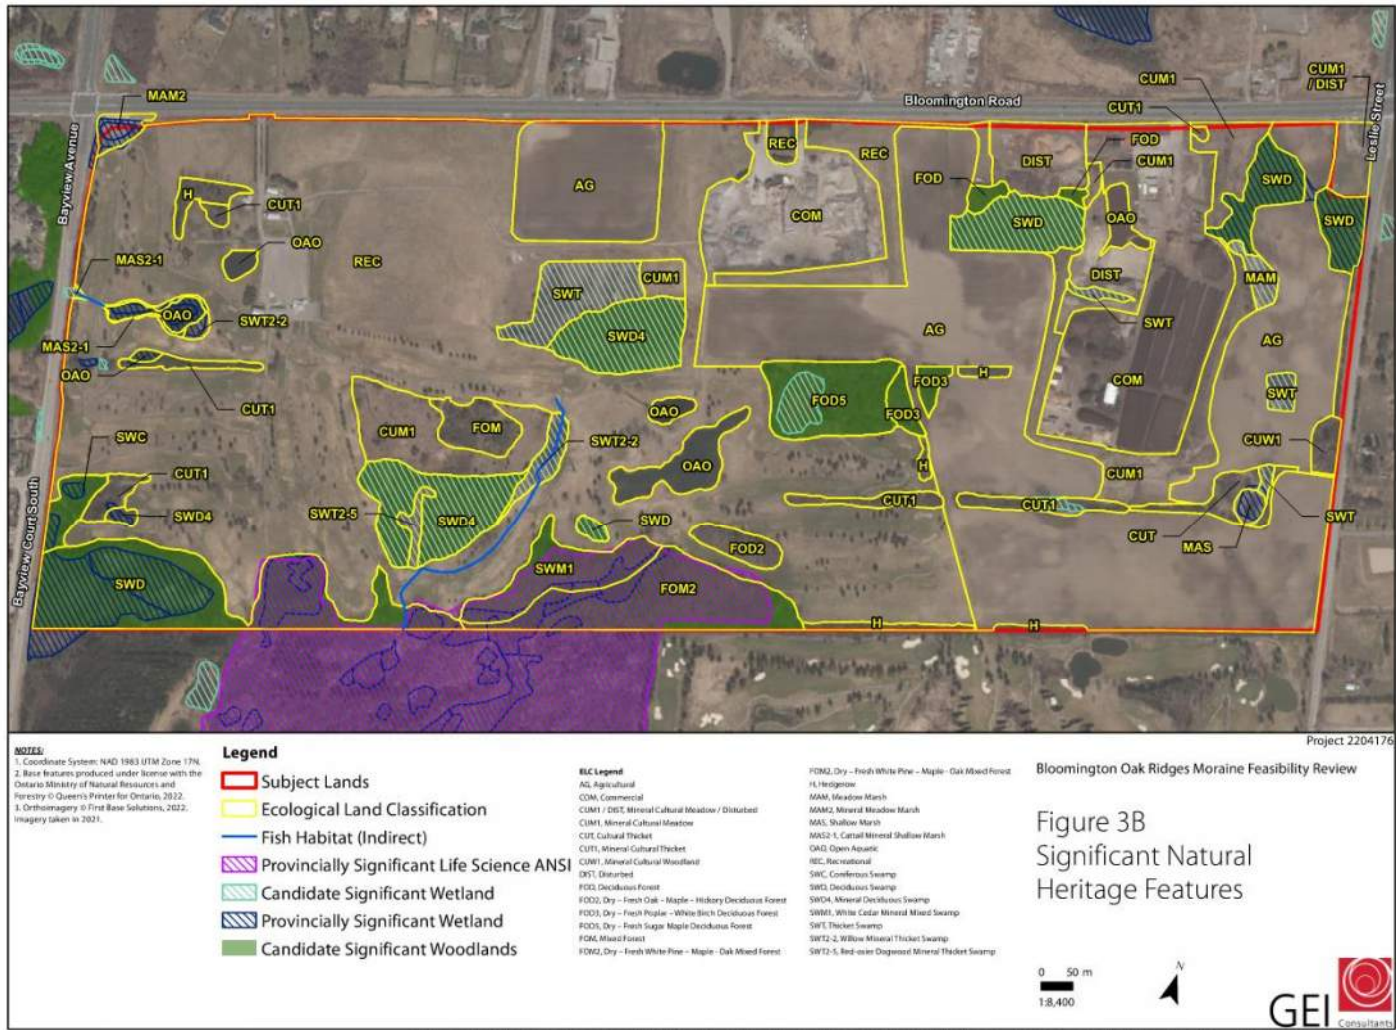 Bloomington Road
Bayview Avenue
Bayview Court South
Leslie Street
MAM2
CUM1
CUM1
/ DIST
CUT1
REC
REC
FOD
DIST
FOD
CUM1
AG
H
CUT1
COM
SWD
SWD
OAO
SWD
OAO
REC
MAS2-1
SWT
CUM1
DIST
MAM
OAO
SWT2-2
SWD4
AG
SWT
AG
MAS2-1
OAO
CUT1
FOD5
FOD3
FOD3
H
COM
SWT
CUM1
FOM
OAO
SWT2-2
SWC
CUW1
CUT1
OAO
H
CUM1
SWT2-5
SWD4
SWD4
SWD
CUT1
CUT1
SWT
CUT
MAS
FOD2
SWD
SWM1
FOM2
H
H
Project 2204176
NOTES:
1. Coordinate System: NAD 1983 UTM Zone 17N.
2. Base features produced under license with the
Ontario Ministry of Natural Resources and
Forestry © Queen's Printer for Ontario, 2022.
3. Orthoimagery © First Base Solutions, 2022.
Imagery taken in 2021.
Legend
Subject Lands
Ecological Land Classification
Fish Habitat (Indirect)
Provincially Significant Life Science ANSI
Candidate Significant Wetland
Provincially Significant Wetland
Candidate Significant Woodlands
ELC Legend
AG, Agricultural
COM, Commercial
CUM1 / DIST, Mineral Cultural Meadow / Disturbed
CUM1, Mineral Cultural Meadow
CUT, Cultural Thicket
CUT1, Mineral Cultural Thicket
CUW1, Mineral Cultural Woodland
DIST, Disturbed
FOD, Deciduous Forest
FOD2, Dry – Fresh Oak – Maple – Hickory Deciduous Forest
FOD3, Dry – Fresh Poplar – White Birch Deciduous Forest
FOD5, Dry – Fresh Sugar Maple Deciduous Forest
FOM, Mixed Forest
FOM2, Dry – Fresh White Pine – Maple - Oak Mixed Forest
FOM2, Dry – Fresh White Pine – Maple - Oak Mixed Forest
H, Hedgerow
MAM, Meadow Marsh
MAM2, Mineral Meadow Marsh
MAS, Shallow Marsh
MAS2-1, Cattail Mineral Shallow Marsh
OAO, Open Aquatic
REC, Recreational
SWC, Coniferous Swamp
SWD, Deciduous Swamp
SWD4, Mineral Deciduous Swamp
SWM1, White Cedar Mineral Mixed Swamp
SWT, Thicket Swamp
SWT2-2, Willow Mineral Thicket Swamp
SWT2-5, Red-osier Dogwood Mineral Thicket Swamp
Bloomington Oak Ridges Moraine Feasibility Review
Figure 3B
Significant Natural
Heritage Features
0 50 m
1:8,400
N
GEI
Consultants